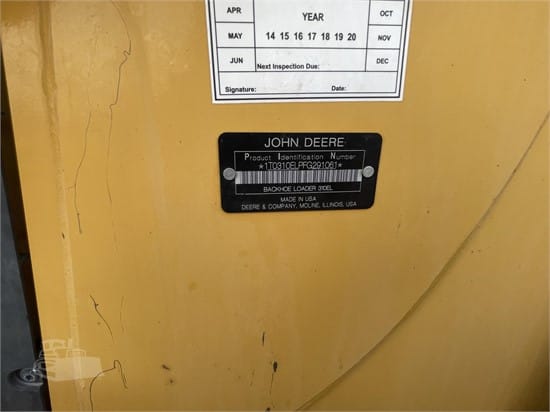 APR YEAR OCT
MAY 14 15 16 17 18 19 20 NOV
JUN Next Inspection Due: DEC
Signature: Date:
JOHN DEERE
Product Identification Number
*1T0310ELPFG291061*
BACKHOE LOADER 310EL
MADE IN USA
DEERE & COMPANY, MOLINE, ILLINOIS, USA